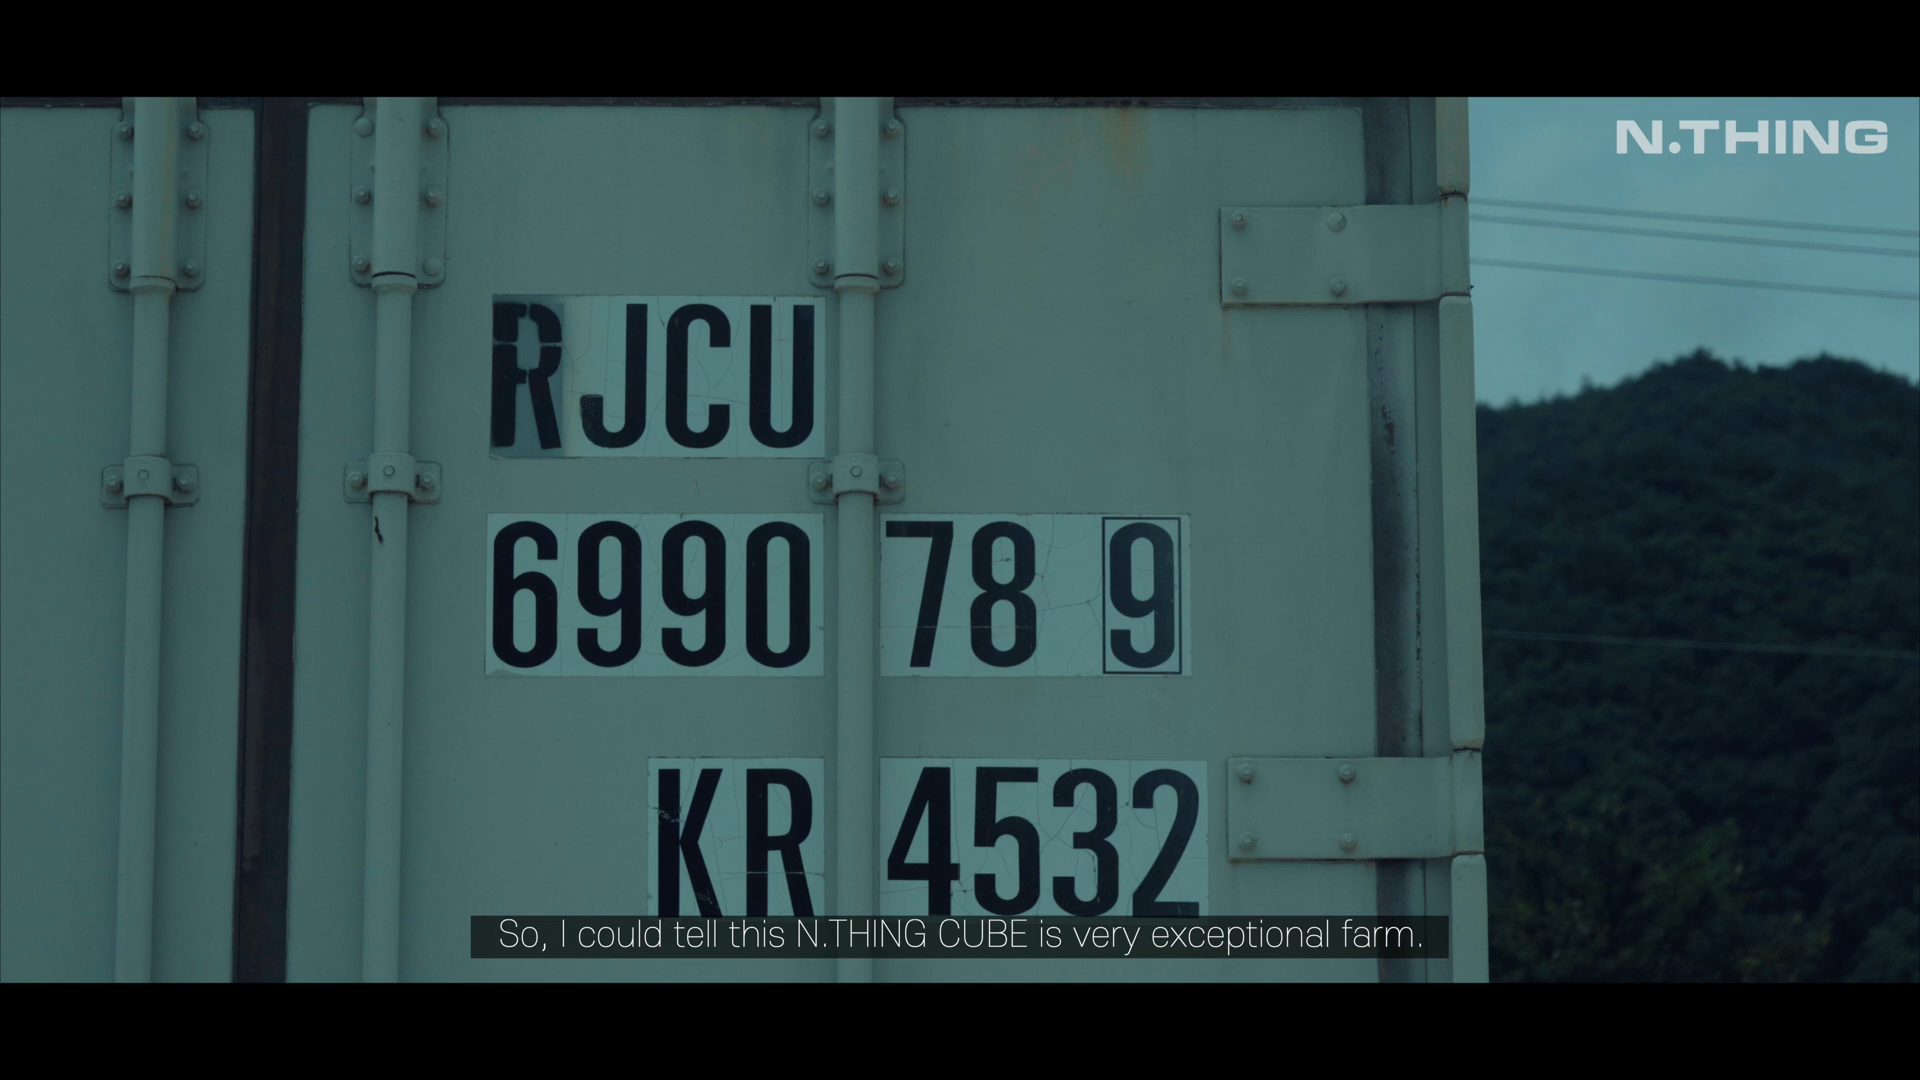 N.THING
RJCU
6990 78 9
KR 4532
So, I could tell this N.THING CUBE is very exceptional farm.